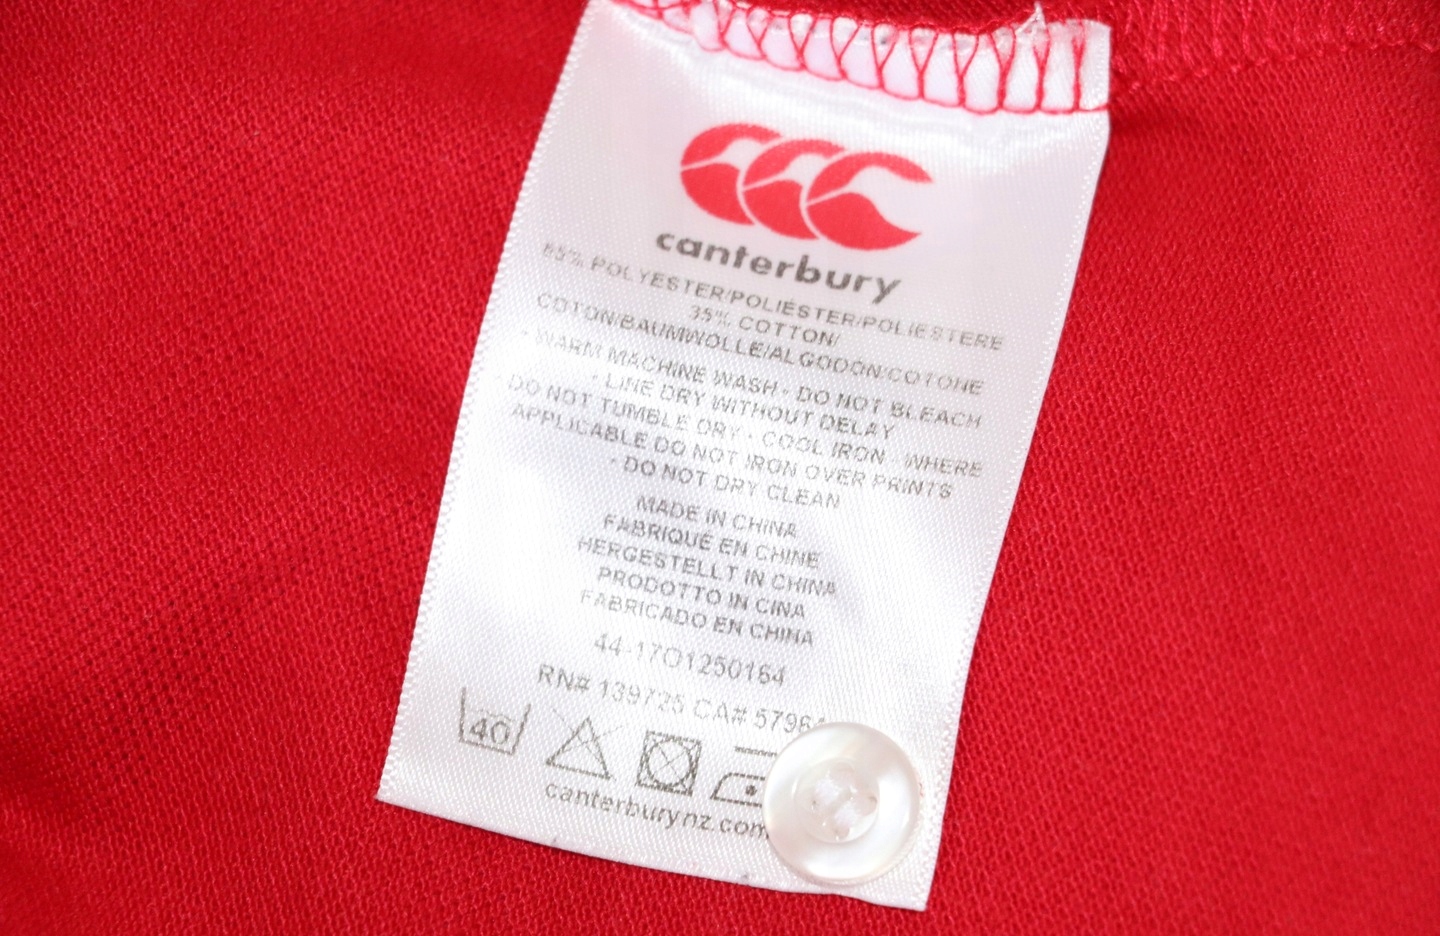 canterbury
65% POLYESTER/POLIÉSTER/POLIESTERE
35% COTTON/
COTON/BAUMWOLLE/ALGODÓN/COTONE
· WARM MACHINE WASH · DO NOT BLEACH
· LINE DRY WITHOUT DELAY
DO NOT TUMBLE DRY · COOL IRON · WHERE
APPLICABLE DO NOT IRON OVER PRINTS
· DO NOT DRY CLEAN
MADE IN CHINA
FABRIQUÉ EN CHINE
HERGESTELLT IN CHINA
PRODOTTO IN CINA
FABRICADO EN CHINA
44-17O1250164
RN# 139725 CA#
40
canterburynz.com